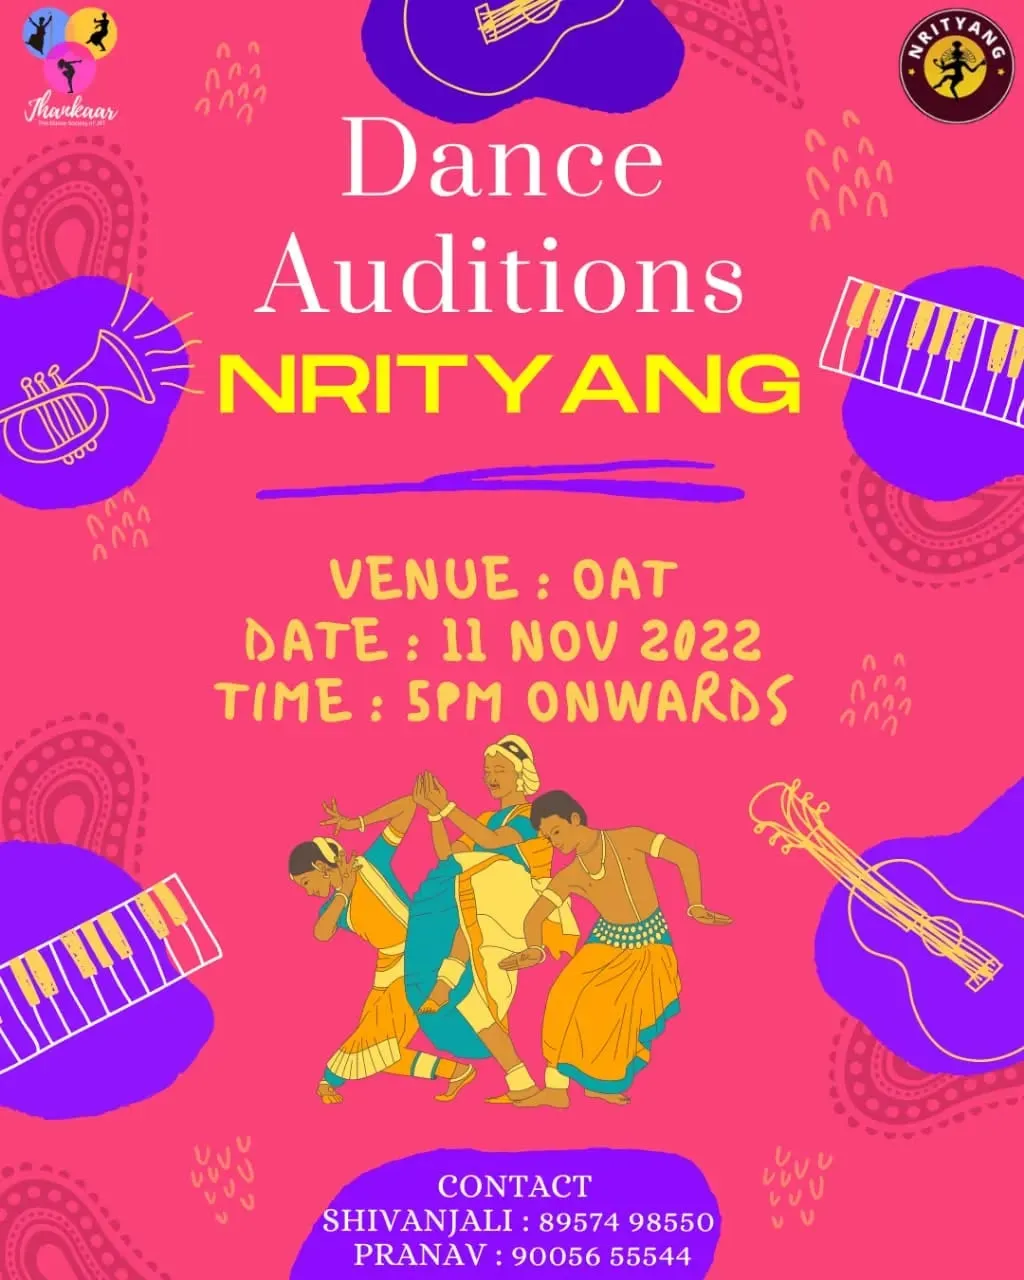 Jhankaar
NRITYANG
Dance
Auditions
NRITYANG
VENUE : OAT
DATE : 11 NOV 2022
TIME : 5PM ONWARDS
CONTACT
SHIVANJALI : 89574 98550
PRANAV : 90056 55544